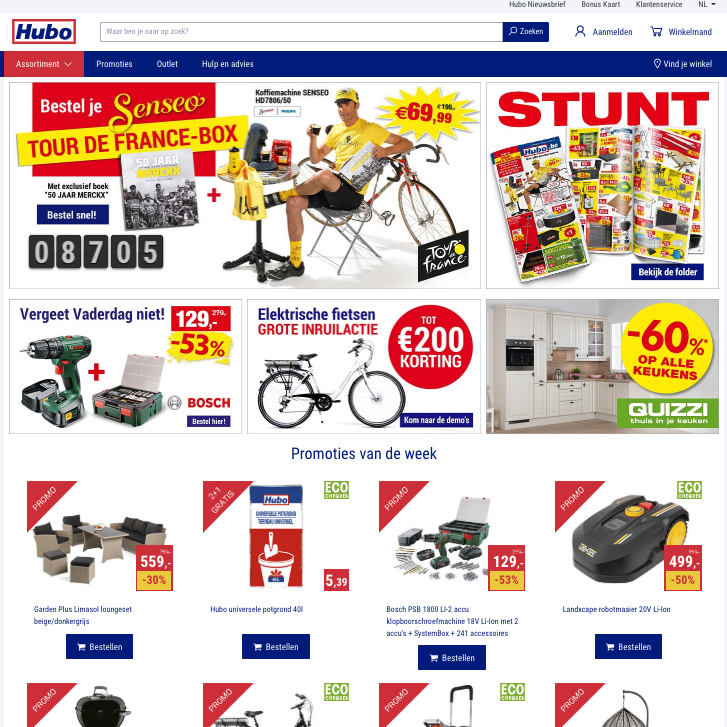 Hubo Nieuwsbrief
Bonus Kaart
Klantenservice
NL
Hubo
Waar ben je naar op zoek?
Zoeken
Aanmelden
Winkelmand
Assortiment
Promoties
Outlet
Hulp en advies
Vind je winkel
Bestel je Senseo
TOUR DE FRANCE-BOX
Met exclusief boek
"50 JAAR MERCKX"
Bestel snel!
08705
50 JAAR
MERCKX
+
Koffiemachine SENSEO
HD7806/50
€69,99
TOUR de france
STUNT
Hubo.be
Bekijk de folder
Vergeet Vaderdag niet!
129,-
279,-
-53%
+
BOSCH
Bestel hier!
Elektrische fietsen
GROTE INRUILACTIE
TOT
€200
KORTING
Kom naar de demo's
-60%*
OP ALLE
KEUKENS
QUIZZI
thuis in je keuken
Promoties van de week
PROMO
559,-
-30%
Garden Plus Limasol loungeset
beige/donkergrijs
Bestellen
2+1
GRATIS
ECO
CHEQUES
Hubo
UNIVERSELE POTGROND
TERREAU UNIVERSEL
40L
5,39
Hubo universele potgrond 40l
Bestellen
PROMO
129,-
-53%
Bosch PSB 1800 LI-2 accu
klopboorschroefmachine 18V Li-Ion met 2
accu's + SystemBox + 241 accessoires
Bestellen
PROMO
ECO
CHEQUES
499,-
-50%
Landxcape robotmaaier 20V Li-Ion
Bestellen
PROMO
PROMO
ECO
CHEQUES
PROMO
ECO
CHEQUES
PROMO